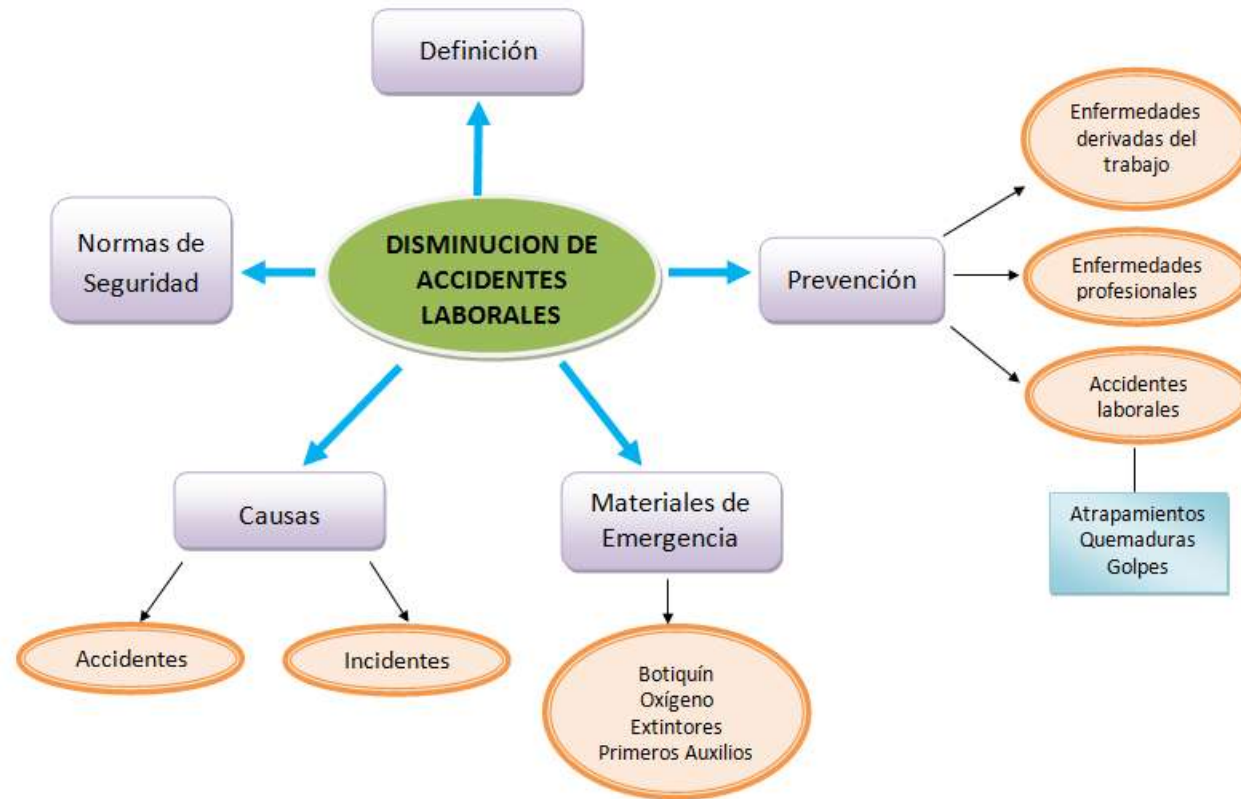 Definición
Normas de
Seguridad
DISMINUCION DE
ACCIDENTES
LABORALES
Prevención
Enfermedades
derivadas del
trabajo
Enfermedades
profesionales
Accidentes
laborales
Atrapamientos
Quemaduras
Golpes
Causas
Materiales de
Emergencia
Accidentes
Incidentes
Botiquín
Oxígeno
Extintores
Primeros Auxilios